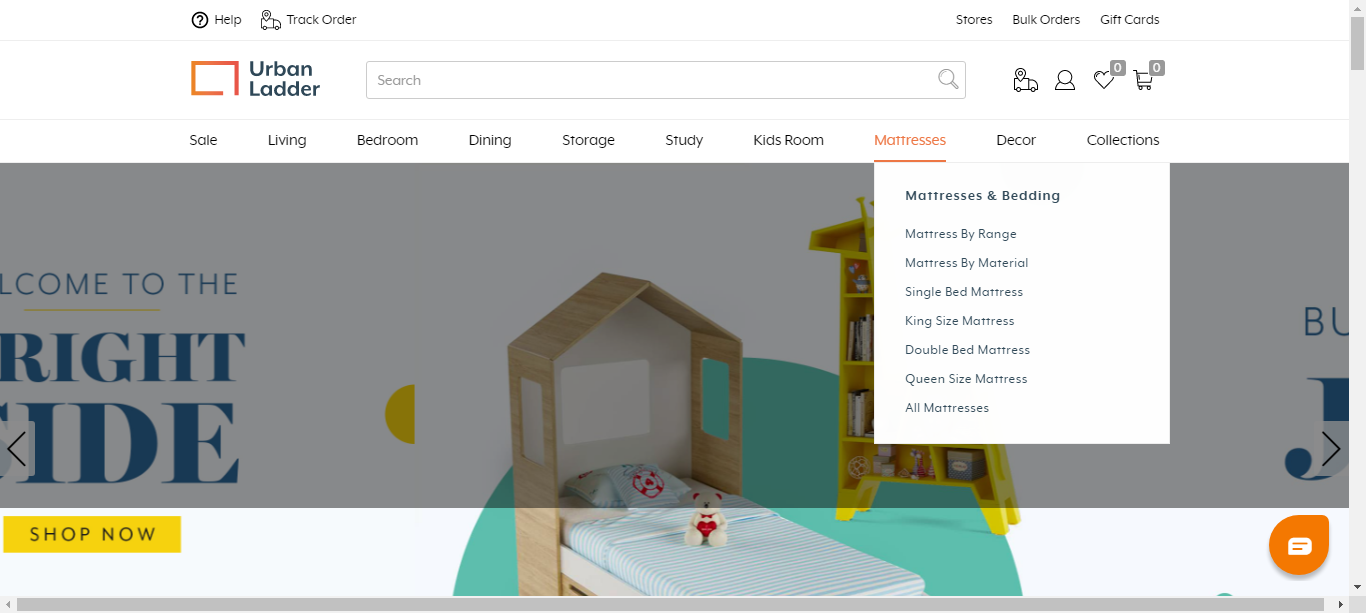 Help Track Order Stores Bulk Orders Gift Cards
Urban
Ladder
Search
0 0
Sale Living Bedroom Dining Storage Study Kids Room Mattresses Decor Collections
Mattresses & Bedding
Mattress By Range
Mattress By Material
Single Bed Mattress
King Size Mattress
Double Bed Mattress
Queen Size Mattress
All Mattresses
LCOME TO THE
RIGHT
SIDE
SHOP NOW
BU
J